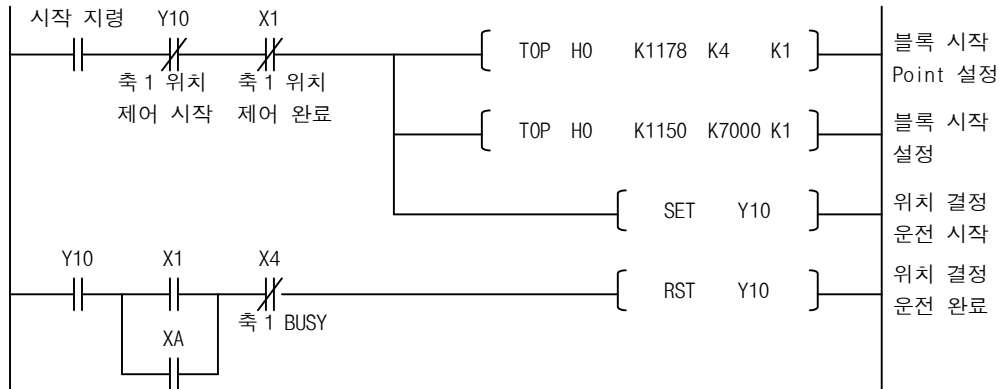 시작 지령 Y10 X1
TOP H0 K1178 K4 K1
블록 시작
Point 설정
축 1 위치
제어 시작
축 1 위치
제어 완료
TOP H0 K1150 K7000 K1
블록 시작
설정
SET Y10
위치 결정
운전 시작
Y10 X1 X4
RST Y10
위치 결정
운전 완료
축 1 BUSY
XA